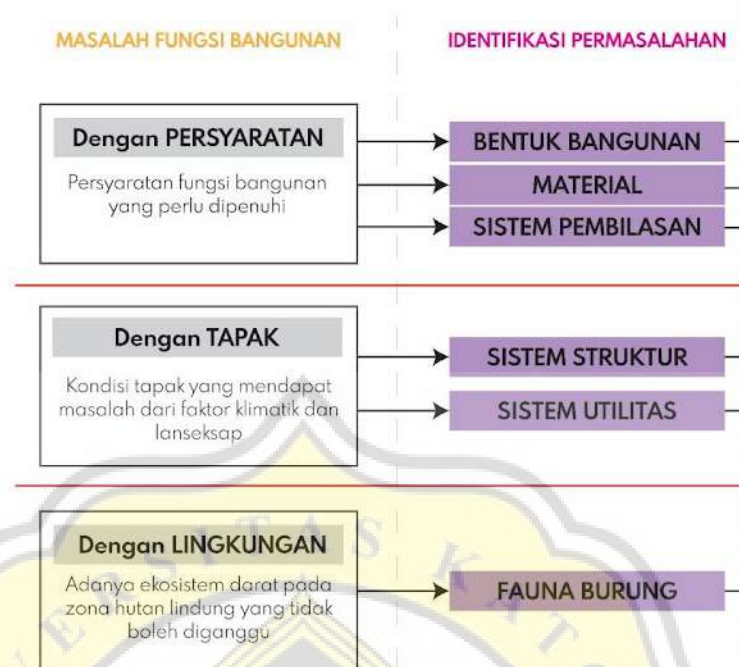 MASALAH FUNGSI BANGUNAN
IDENTIFIKASI PERMASALAHAN
Dengan PERSYARATAN
Persyaratan fungsi bangunan
yang perlu dipenuhi
BENTUK BANGUNAN
MATERIAL
SISTEM PEMBILASAN
Dengan TAPAK
Kondisi tapak yang mendapat
masalah dari faktor klimatik dan
lanseksap
SISTEM STRUKTUR
SISTEM UTILITAS
Dengan LINGKUNGAN
Adanya ekosistem darat pada
zona hutan lindung yang tidak
boleh diganggu
FAUNA BURUNG